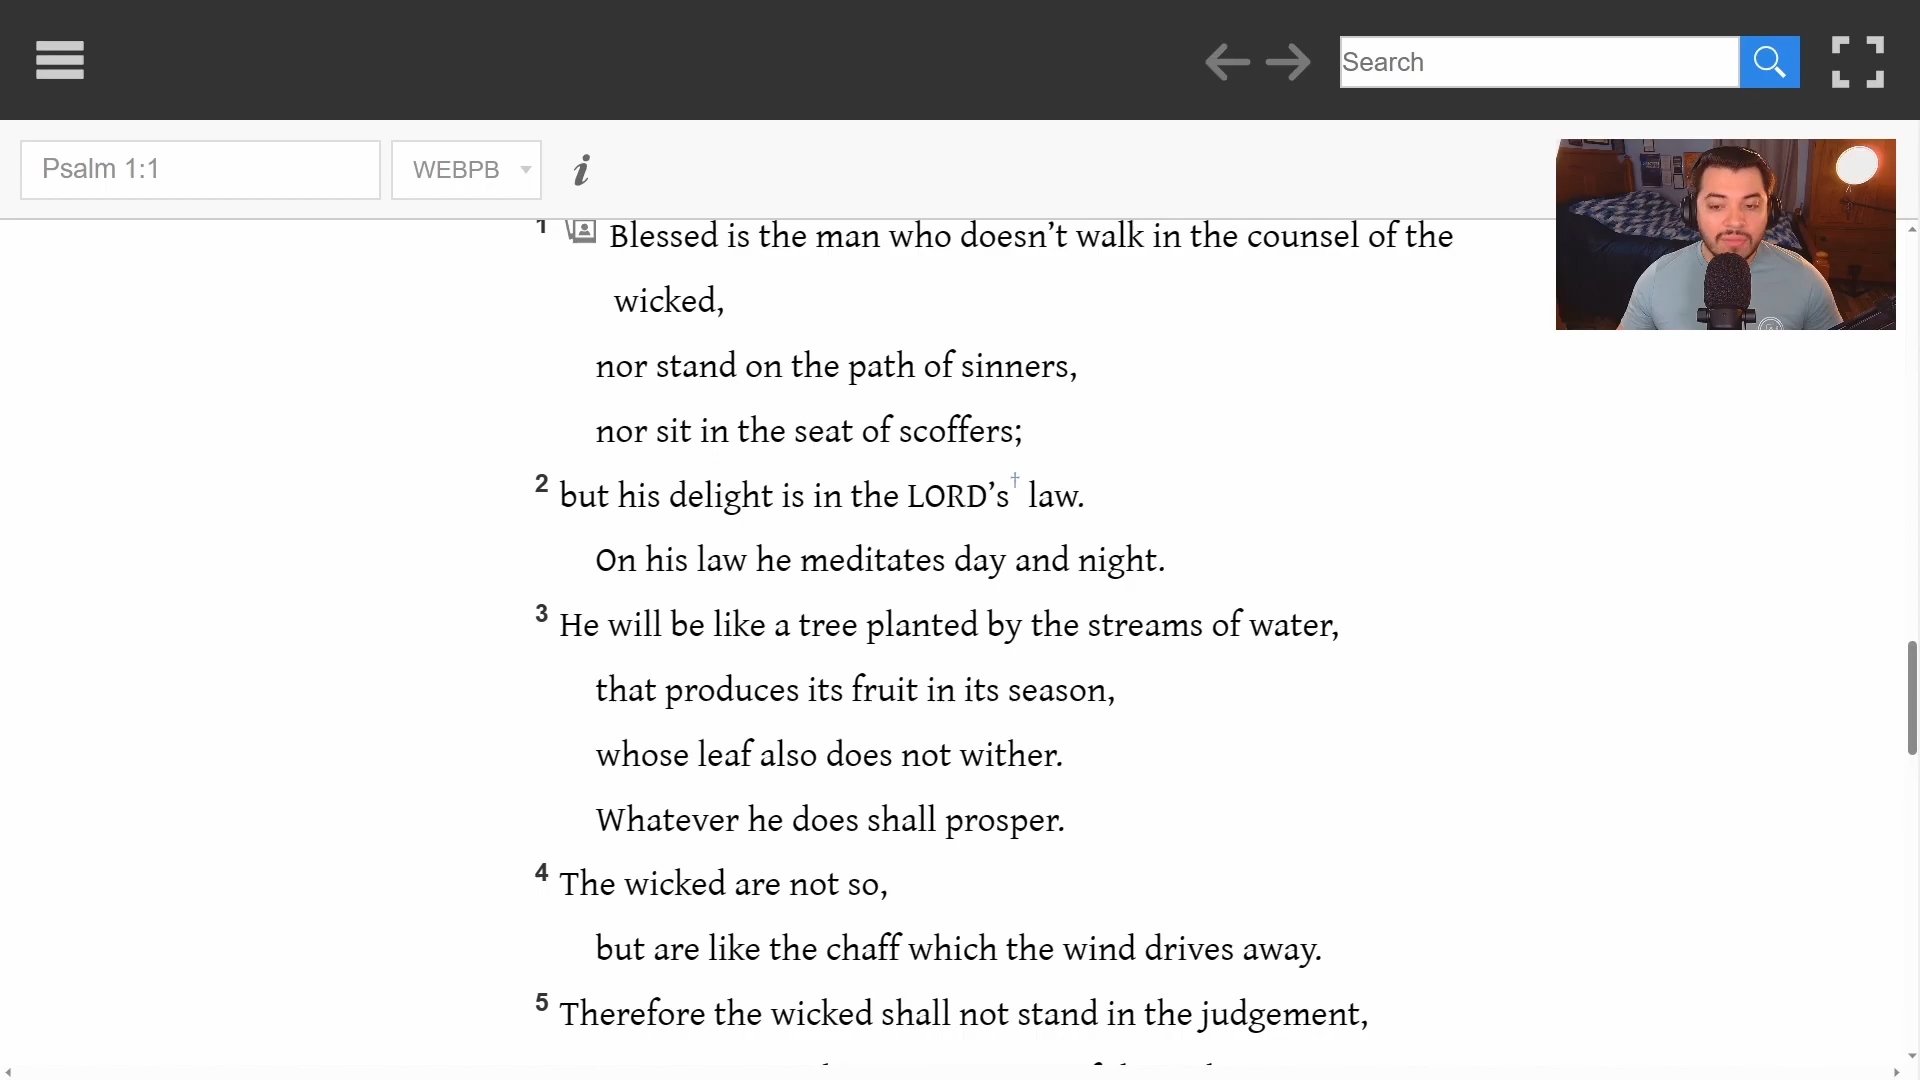 Search
Psalm 1:1
WEBPB
i
1 Blessed is the man who doesn’t walk in the counsel of the
wicked,
nor stand on the path of sinners,
nor sit in the seat of scoffers;
2 but his delight is in the LORD’s† law.
On his law he meditates day and night.
3 He will be like a tree planted by the streams of water,
that produces its fruit in its season,
whose leaf also does not wither.
Whatever he does shall prosper.
4 The wicked are not so,
but are like the chaff which the wind drives away.
5 Therefore the wicked shall not stand in the judgement,